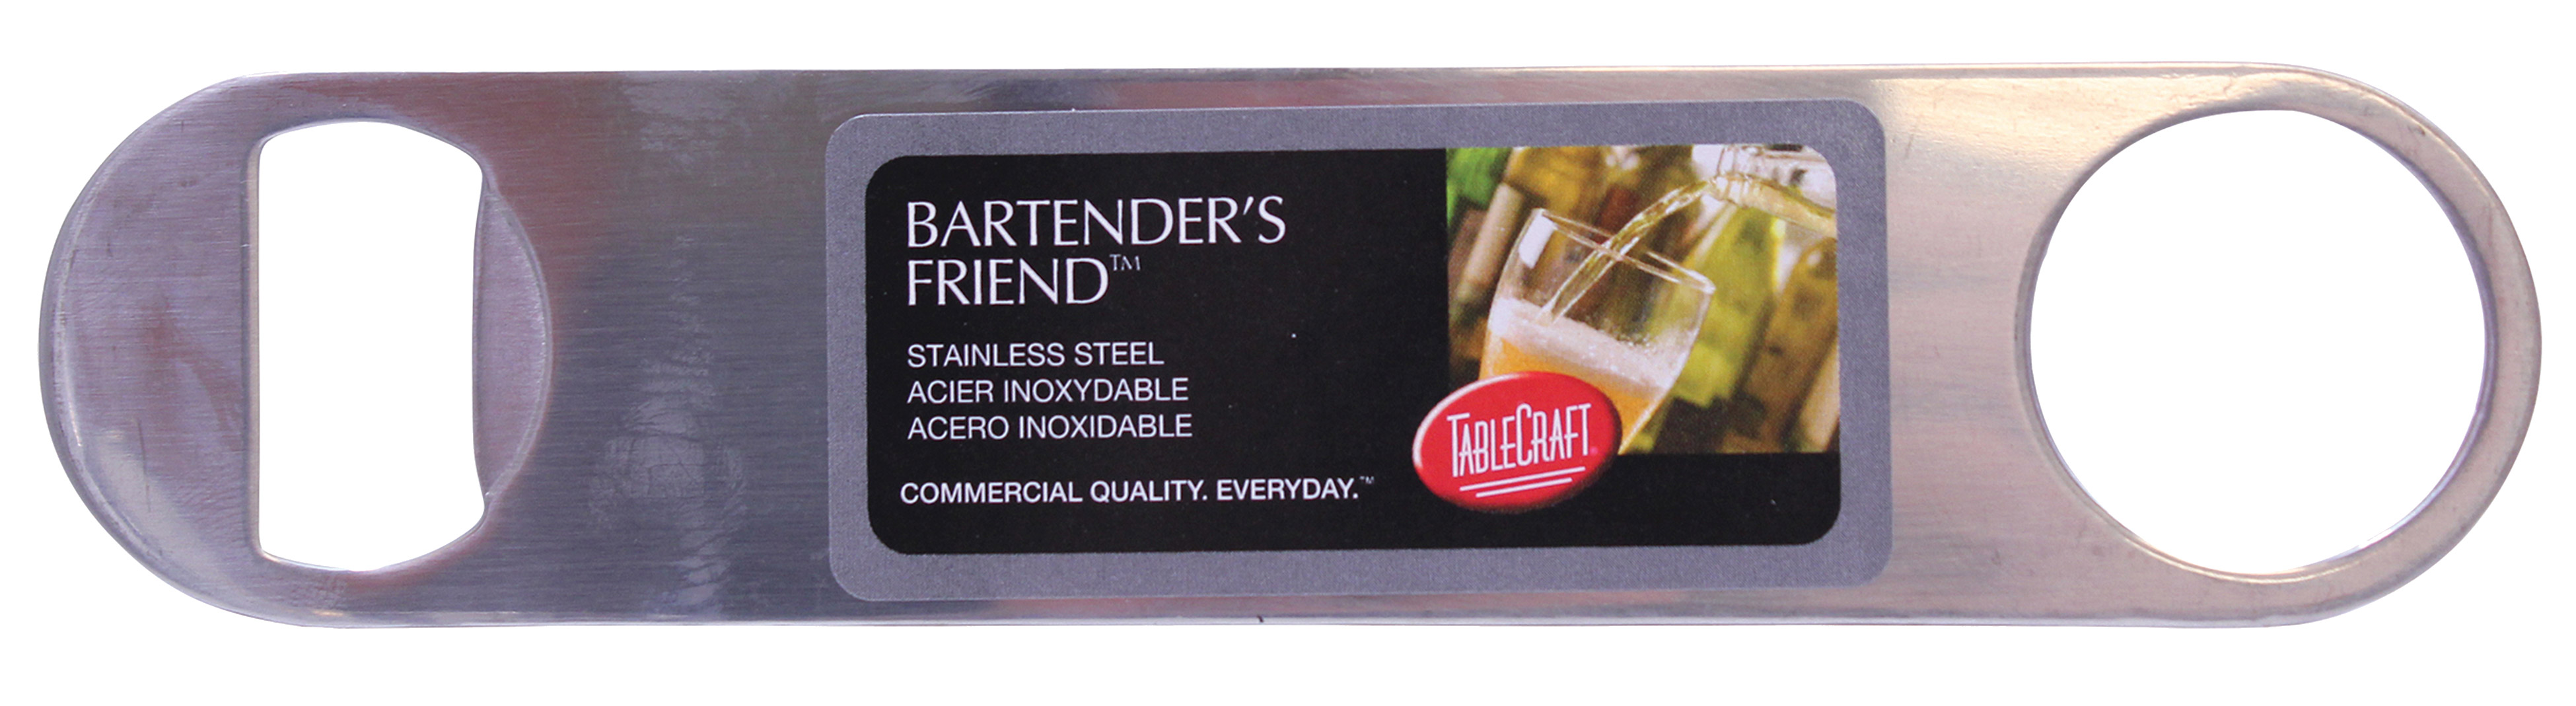 BARTENDER'S
FRIEND™
STAINLESS STEEL
ACIER INOXYDABLE
ACERO INOXIDABLE
COMMERCIAL QUALITY. EVERYDAY.™
TABLECRAFT®